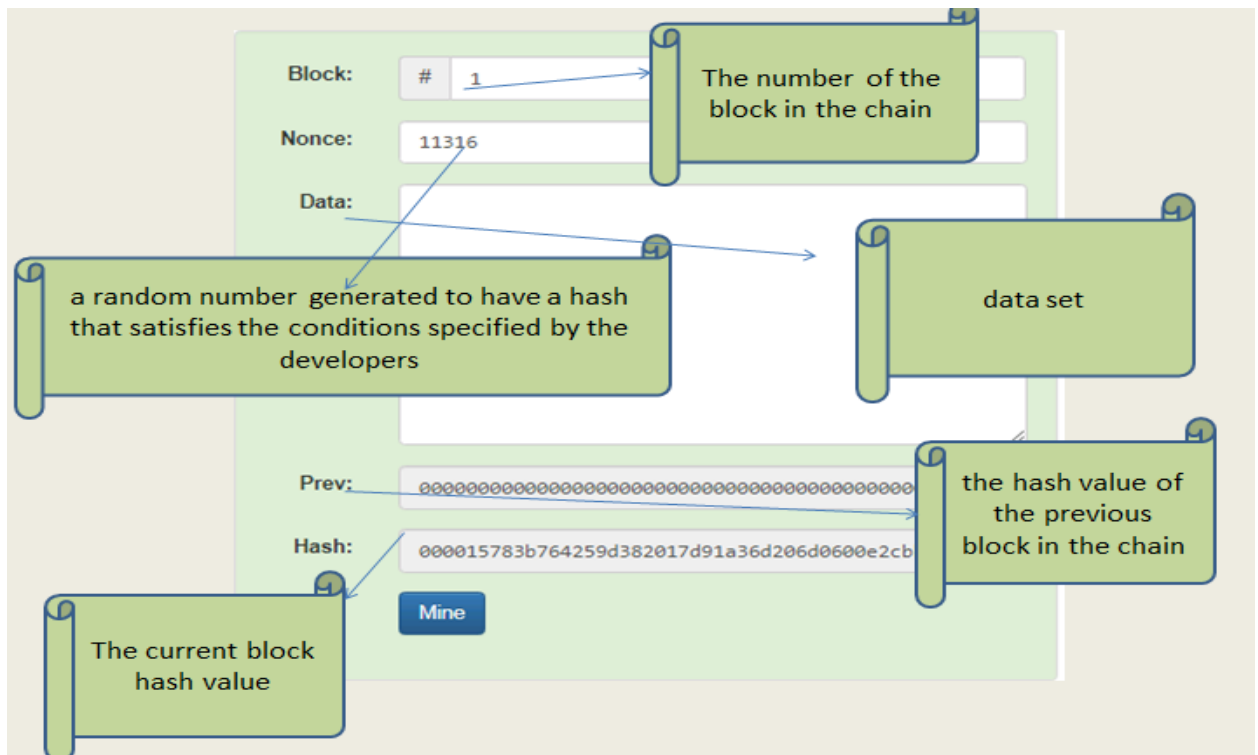 Block:
# 1
The number of the
block in the chain
Nonce:
11316
Data:
a random number generated to have a hash
that satisfies the conditions specified by the
developers
data set
Prev:
the hash value of
the previous
block in the chain
Hash:
000015783b764259d382017d91a36d206d0600e2cb
Mine
The current block
hash value